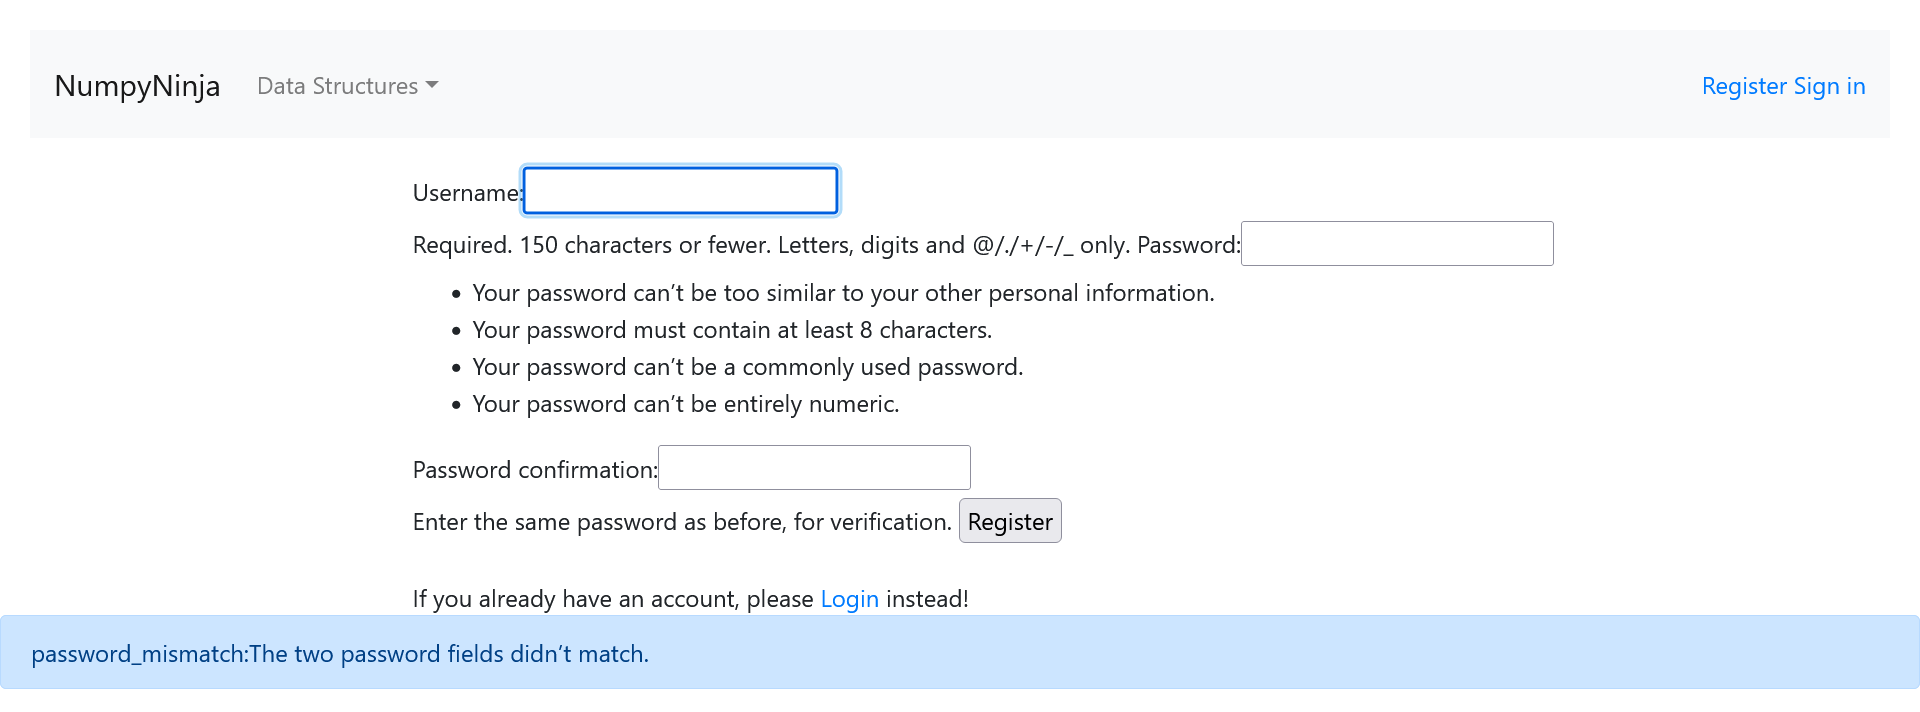 NumpyNinja Data Structures Register Sign in
Username:
Required. 150 characters or fewer. Letters, digits and @/./+/-/_ only. Password:
• Your password can’t be too similar to your other personal information.
• Your password must contain at least 8 characters.
• Your password can’t be a commonly used password.
• Your password can’t be entirely numeric.
Password confirmation:
Enter the same password as before, for verification. Register
If you already have an account, please Login instead!
password_mismatch:The two password fields didn’t match.